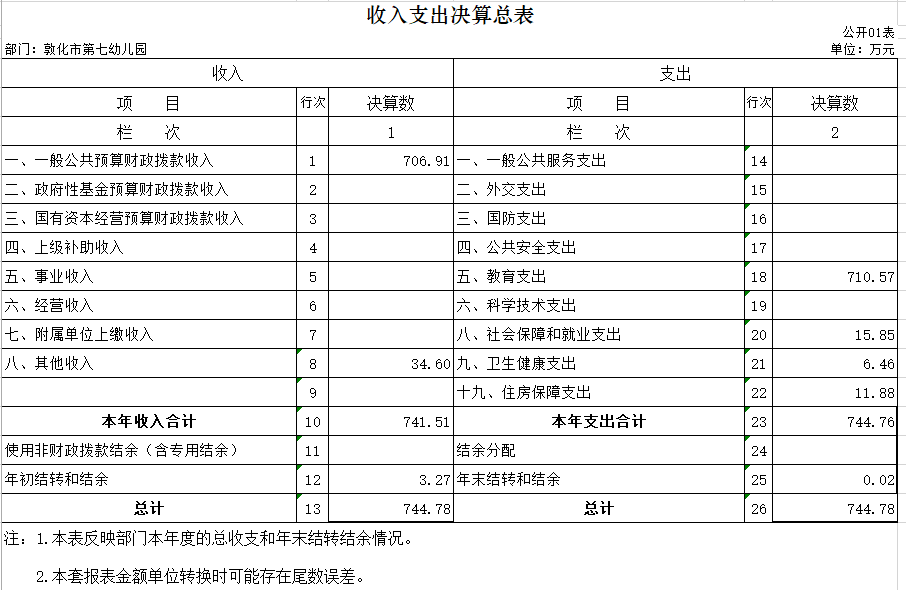 收入支出决算总表
公开01表
部门：敦化市第七幼儿园 单位：万元
收入 支出
项 目 行次 决算数 项 目 行次 决算数
栏 次 1 栏 次 2
一、一般公共预算财政拨款收入 1 706.91 一、一般公共服务支出 14
二、政府性基金预算财政拨款收入 2 二、外交支出 15
三、国有资本经营预算财政拨款收入 3 三、国防支出 16
四、上级补助收入 4 四、公共安全支出 17
五、事业收入 5 五、教育支出 18 710.57
六、经营收入 6 六、科学技术支出 19
七、附属单位上缴收入 7 八、社会保障和就业支出 20 15.85
八、其他收入 8 34.60 九、卫生健康支出 21 6.46
9 十九、住房保障支出 22 11.88
本年收入合计 10 741.51 本年支出合计 23 744.76
使用非财政拨款结余（含专用结余） 11 结余分配 24
年初结转和结余 12 3.27 年末结转和结余 25 0.02
总计 13 744.78 总计 26 744.78
注：1.本表反映部门本年度的总收支和年末结转结余情况。
2.本套报表金额单位转换时可能存在尾数误差。